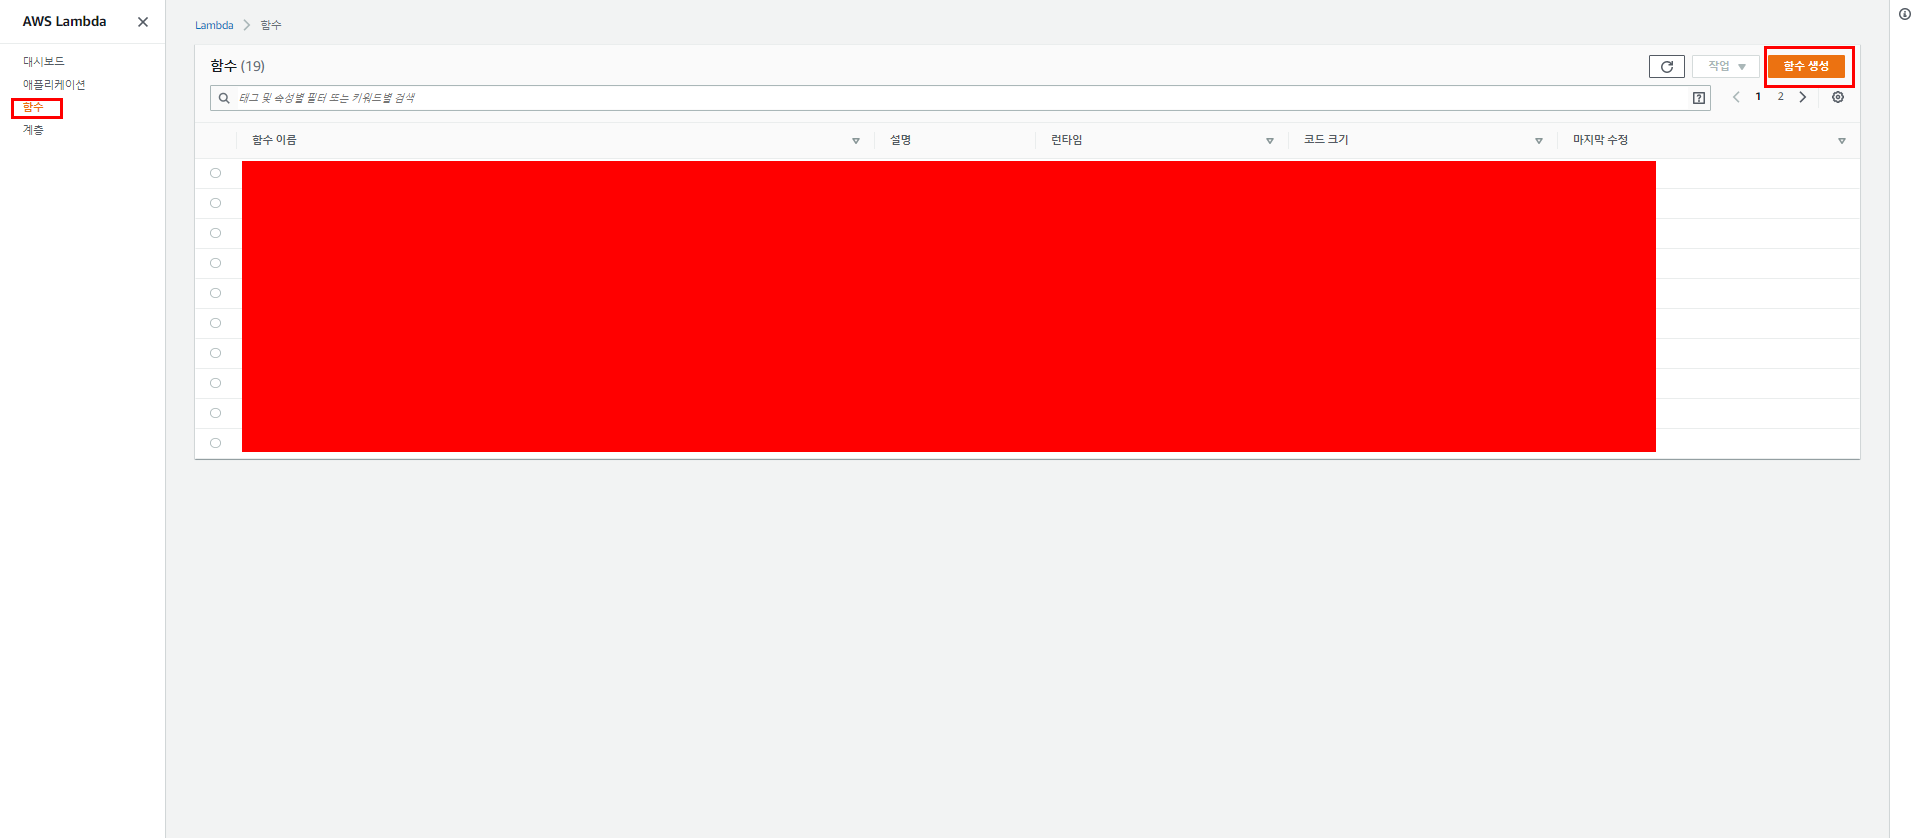 AWS Lambda
대시보드
애플리케이션
함수
계층
Lambda > 함수
함수 (19)
작업
함수 생성
태그 및 속성별 필터 또는 키워드별 검색
1 2
함수 이름 설명 런타임 코드 크기 마지막 수정